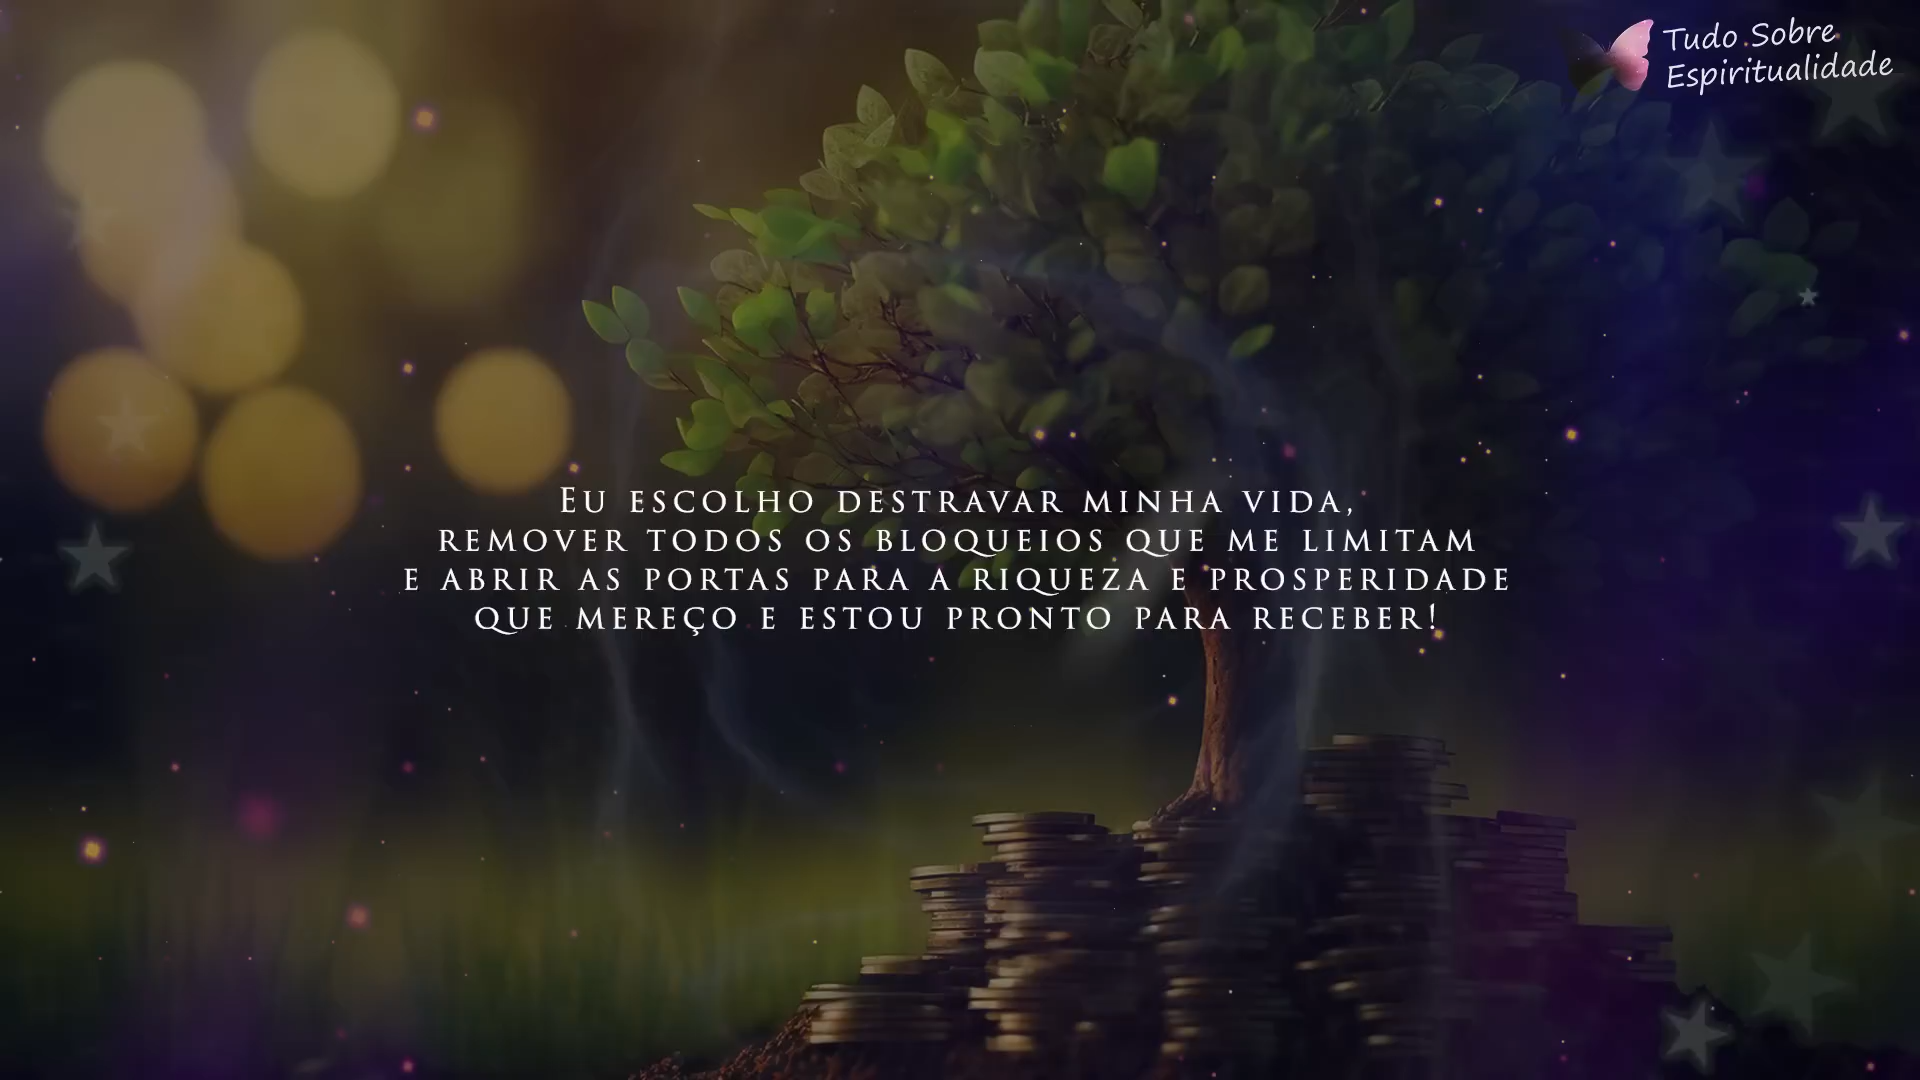 Tudo Sobre
Espiritualidade
Eu escolho destravar minha vida,
remover todos os bloqueios que me limitam
e abrir as portas para a riqueza e prosperidade
que mereço e estou pronto para receber!